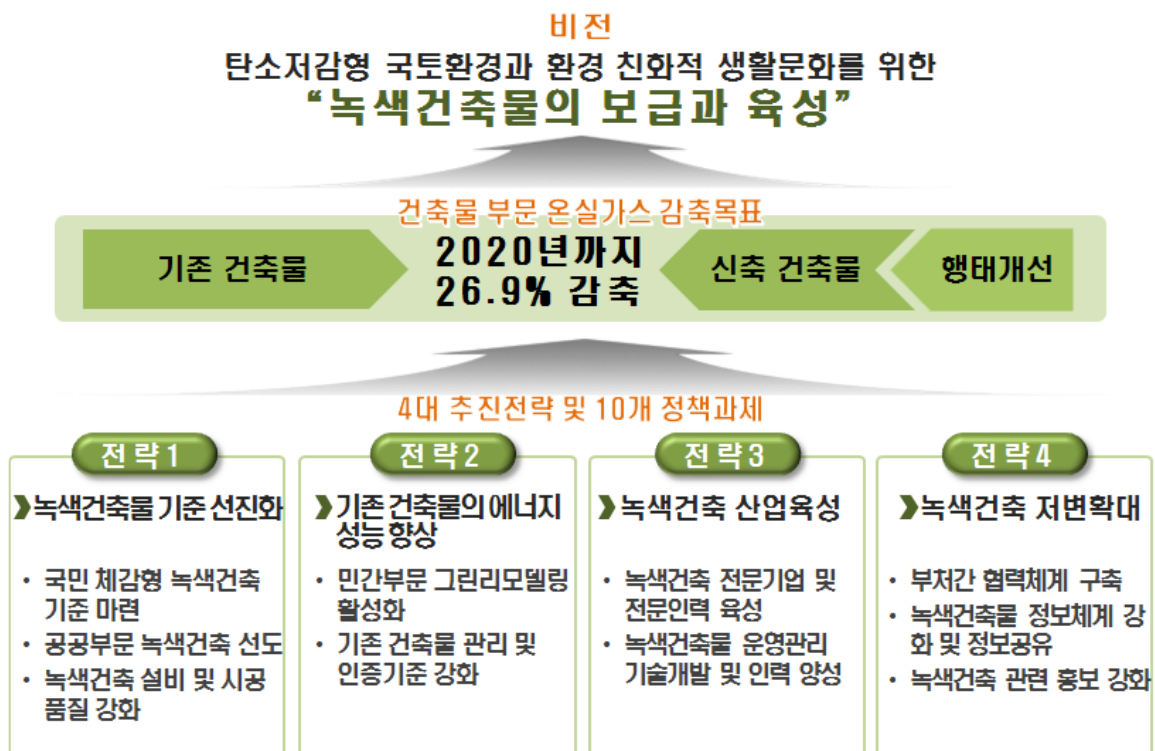 비전
탄소저감형 국토환경과 환경 친화적 생활문화를 위한
“녹색건축물의 보급과 육성”
건축물 부문 온실가스 감축목표
기존 건축물
2020년까지
26.9% 감축
신축 건축물
행태개선
4대 추진전략 및 10개 정책과제
전략1
❯녹색건축물 기준 선진화
• 국민 체감형 녹색건축
기준 마련
• 공공부문 녹색건축 선도
• 녹색건축 설비 및 시공
품질 강화
전략2
❯기존 건축물의 에너지
성능 향상
• 민간부문 그린리모델링
활성화
• 기존 건축물 관리 및
인증기준 강화
전략3
❯녹색건축 산업육성
• 녹색건축 전문기업 및
전문인력 육성
• 녹색건축물 운영관리
기술개발 및 인력 양성
전략4
❯녹색건축 저변확대
• 부처간 협력체계 구축
• 녹색건축물 정보체계 강
화 및 정보공유
• 녹색건축 관련 홍보 강화